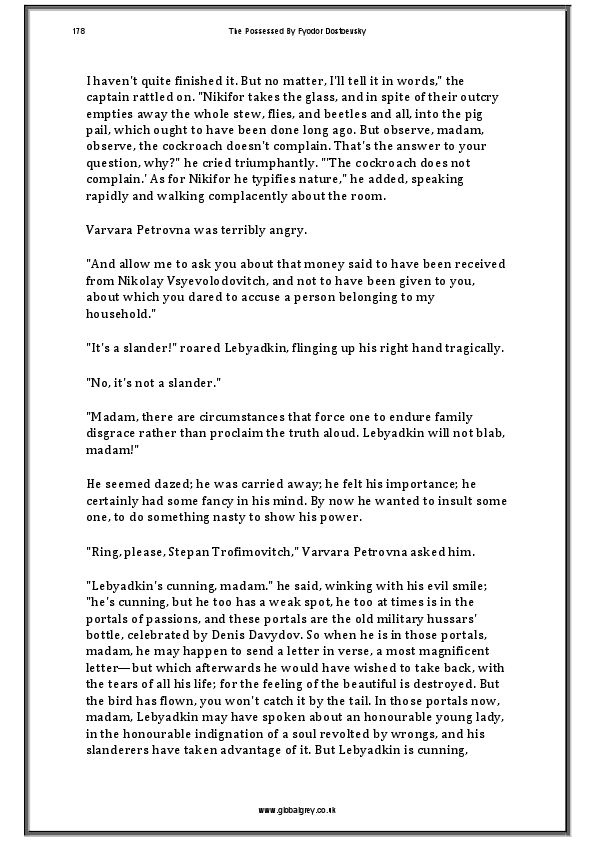 178
The Possessed By Fyodor Dostoevsky
I haven't quite finished it. But no matter, I'll tell it in words," the
captain rattled on. "Nikifor takes the glass, and in spite of their outcry
empties away the whole stew, flies, and beetles and all, into the pig
pail, which ought to have been done long ago. But observe, madam,
observe, the cockroach doesn't complain. That's the answer to your
question, why?" he cried triumphantly. "'The cockroach does not
complain.' As for Nikifor he typifies nature," he added, speaking
rapidly and walking complacently about the room.
Varvara Petrovna was terribly angry.
"And allow me to ask you about that money said to have been received
from Nikolay Vsyevolodovitch, and not to have been given to you,
about which you dared to accuse a person belonging to my
household."
"It's a slander!" roared Lebyadkin, flinging up his right hand tragically.
"No, it's not a slander."
"Madam, there are circumstances that force one to endure family
disgrace rather than proclaim the truth aloud. Lebyadkin will not blab,
madam!"
He seemed dazed; he was carried away; he felt his importance; he
certainly had some fancy in his mind. By now he wanted to insult some
one, to do something nasty to show his power.
"Ring, please, Stepan Trofimovitch," Varvara Petrovna asked him.
"Lebyadkin's cunning, madam." he said, winking with his evil smile;
"he's cunning, but he too has a weak spot, he too at times is in the
portals of passions, and these portals are the old military hussars'
bottle, celebrated by Denis Davydov. So when he is in those portals,
madam, he may happen to send a letter in verse, a most magnificent
letter—but which afterwards he would have wished to take back, with
the tears of all his life; for the feeling of the beautiful is destroyed. But
the bird has flown, you won't catch it by the tail. In those portals now,
madam, Lebyadkin may have spoken about an honourable young lady,
in the honourable indignation of a soul revolted by wrongs, and his
slanderers have taken advantage of it. But Lebyadkin is cunning,
www.globalgrey.co.uk